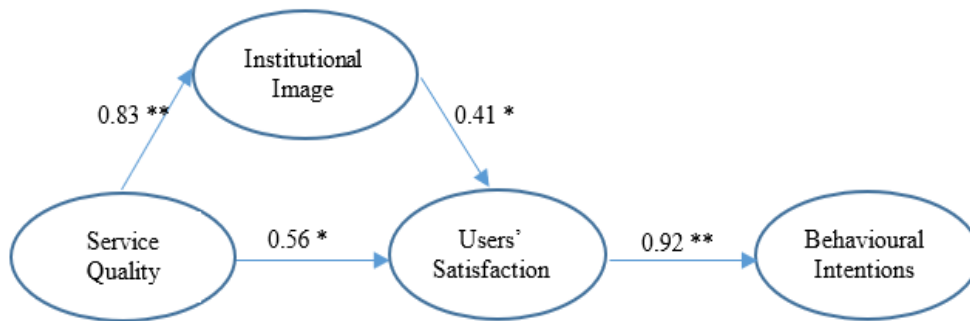 Institutional
Image
0.83 **
0.41 *
Service
Quality
0.56 *
Users’
Satisfaction
0.92 **
Behavioural
Intentions